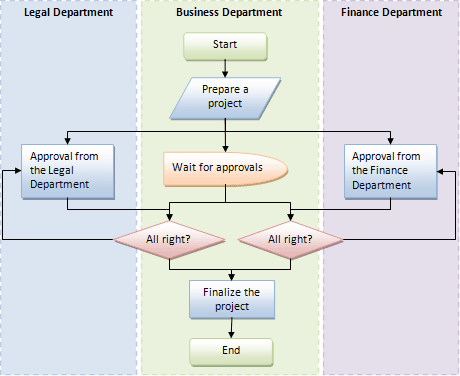 Legal Department
Business Department
Finance Department
Start
Prepare a
project
Approval from
the Legal
Department
Wait for approvals
Approval from
the Finance
Department
All right?
All right?
Finalize the
project
End